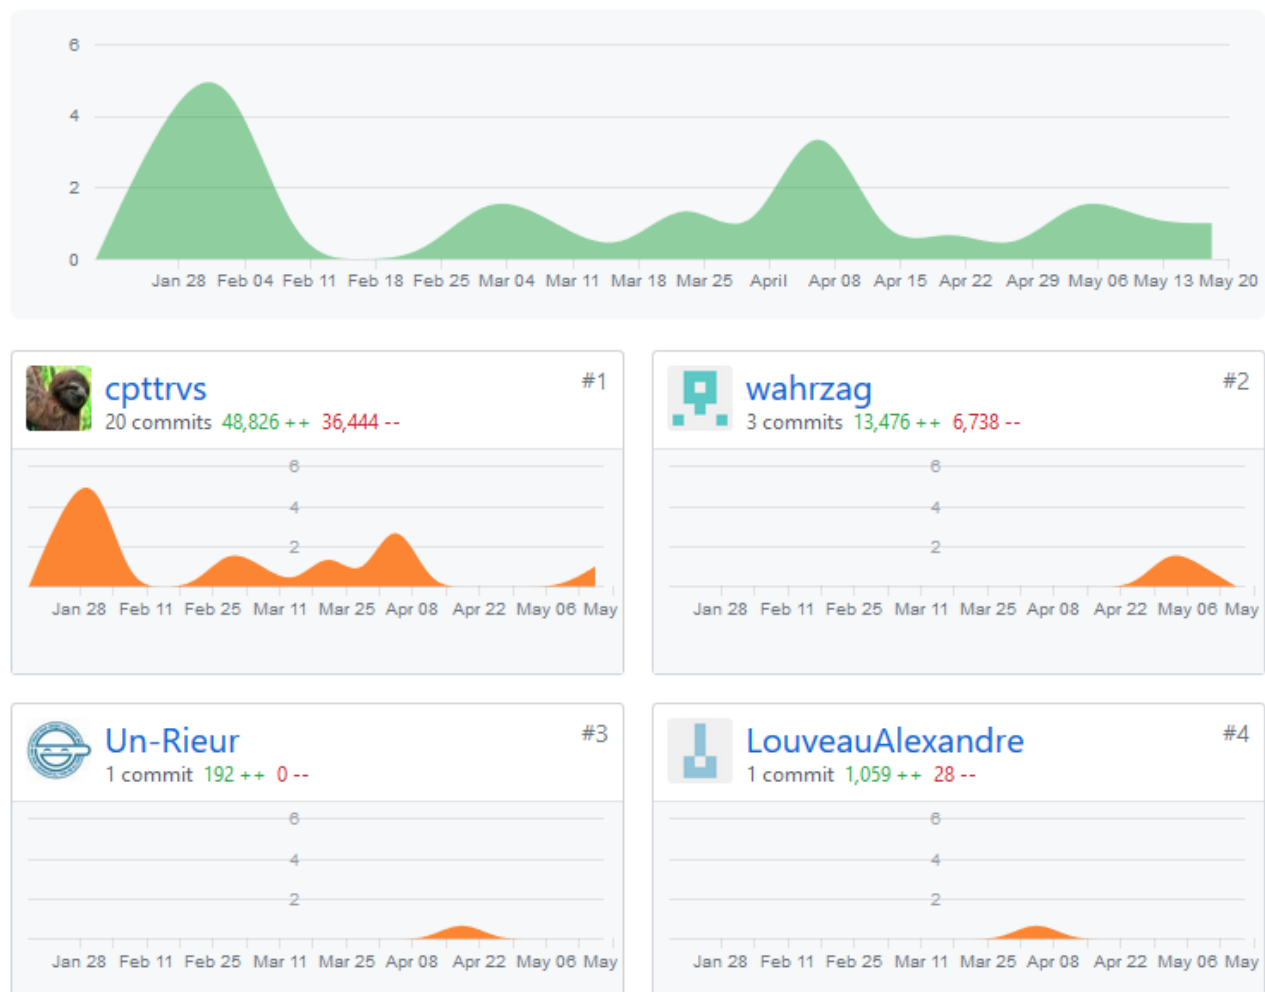 6
4
2
0
Jan 28 Feb 04 Feb 11 Feb 18 Feb 25 Mar 04 Mar 11 Mar 18 Mar 25 April Apr 08 Apr 15 Apr 22 Apr 29 May 06 May 13 May 20
cpttrvs #1
20 commits 48,826 ++ 36,444 --
6
4
2
Jan 28 Feb 11 Feb 25 Mar 11 Mar 25 Apr 08 Apr 22 May 06 May
wahrzag #2
3 commits 13,476 ++ 6,738 --
6
4
2
Jan 28 Feb 11 Feb 25 Mar 11 Mar 25 Apr 08 Apr 22 May 06 May
Un-Rieur #3
1 commit 192 ++ 0 --
6
4
2
Jan 28 Feb 11 Feb 25 Mar 11 Mar 25 Apr 08 Apr 22 May 06 May
LouveauAlexandre #4
1 commit 1,059 ++ 28 --
6
4
2
Jan 28 Feb 11 Feb 25 Mar 11 Mar 25 Apr 08 Apr 22 May 06 May